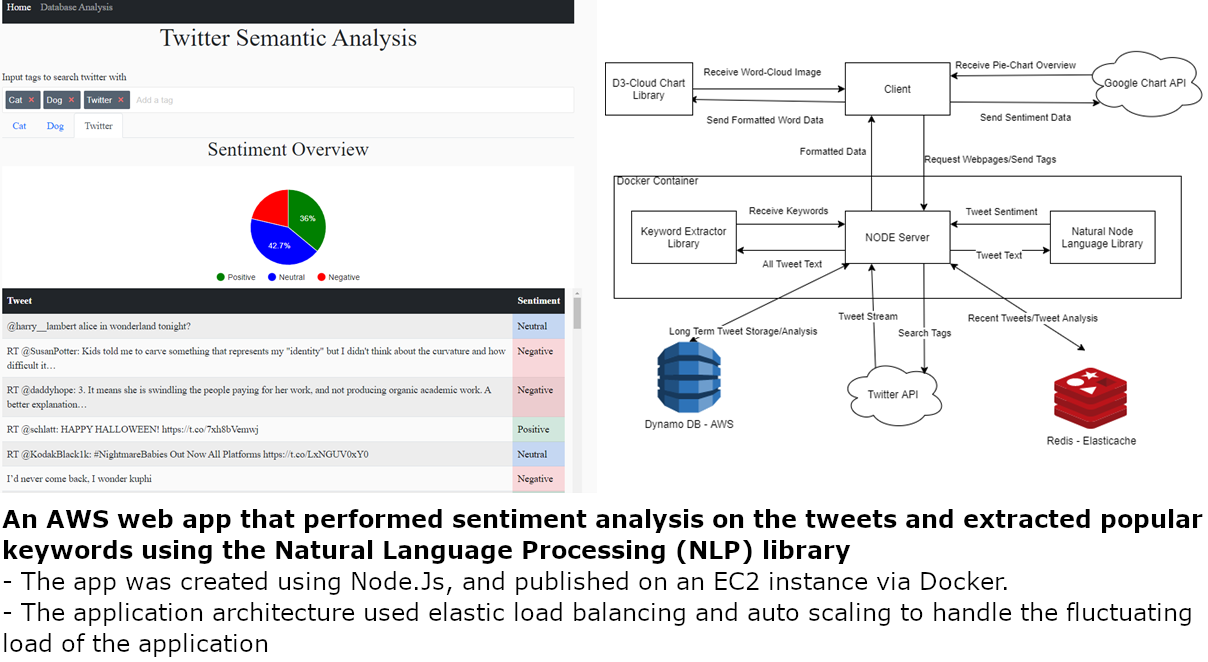 Home Database Analysis
Twitter Semantic Analysis
Input tags to search twitter with
Cat × Dog × Twitter × Add a tag
Cat Dog Twitter
Sentiment Overview
36%
42.7%
Positive Neutral Negative
Tweet Sentiment
@harry__lambert alice in wonderland tonight? Neutral
RT @SusanPotter: Kids told me to carve something that represents my "identity" but I didn't think about the curvature and how Negative
difficult it…
RT @daddyhope: 3. It means she is swindling the people paying for her work, and not producing organic academic work. A Negative
better explanation…
RT @schlatt: HAPPY HALLOWEEN! https://t.co/7xh8bVemwj Positive
RT @KodakBlack1k: #NightmareBabies Out Now All Platforms https://t.co/LxNGUV0xY0 Neutral
I’d never come back, I wonder kuphi Negative
D3-Cloud Chart
Library
Receive Word-Cloud Image
Send Formatted Word Data
Client
Receive Pie-Chart Overview
Send Sentiment Data
Google Chart API
Formatted Data
Request Webpages/Send Tags
Docker Container
Keyword Extractor
Library
Receive Keywords
All Tweet Text
NODE Server
Tweet Sentiment
Tweet Text
Natural Node
Language Library
Long Term Tweet Storage/Analysis
Tweet Stream
Search Tags
Recent Tweets/Tweet Analysis
Dynamo DB - AWS
Twitter API
Redis - Elasticache
An AWS web app that performed sentiment analysis on the tweets and extracted popular
keywords using the Natural Language Processing (NLP) library
- The app was created using Node.Js, and published on an EC2 instance via Docker.
- The application architecture used elastic load balancing and auto scaling to handle the fluctuating
load of the application